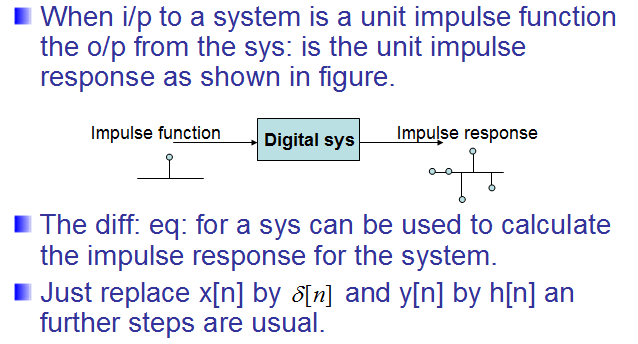 When i/p to a system is a unit impulse function
the o/p from the sys: is the unit impulse
response as shown in figure.
Impulse function
Digital sys
Impulse response
The diff: eq: for a sys can be used to calculate
the impulse response for the system.
Just replace x[n] by δ[n] and y[n] by h[n] an
further steps are usual.